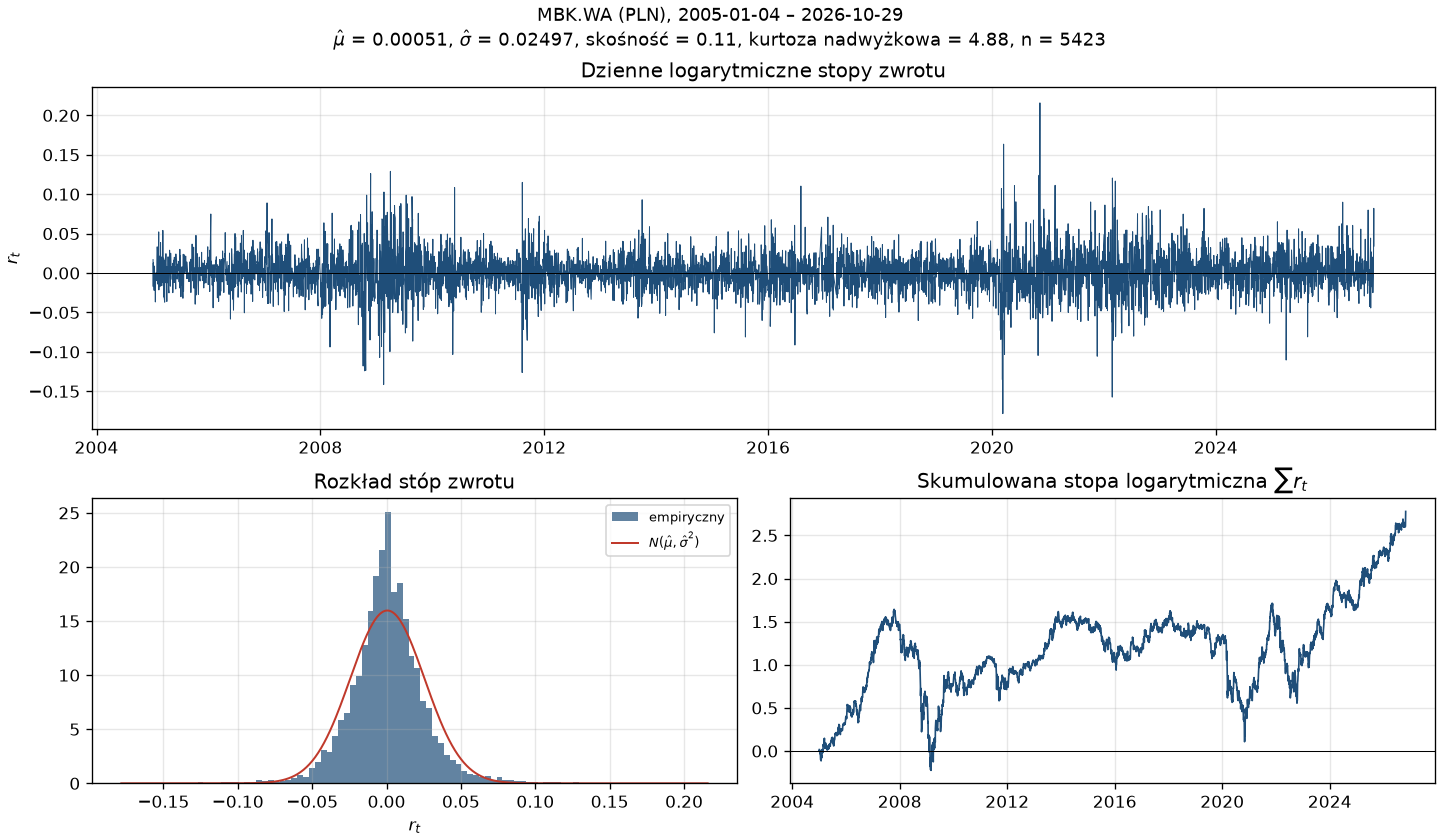 MBK.WA (PLN), 2005-01-04 – 2026-10-29
μ̂ = 0.00051, σ̂ = 0.02497, skośność = 0.11, kurtoza nadwyżkowa = 4.88, n = 5423
Dzienne logarytmiczne stopy zwrotu
r_t
0.20
0.15
0.10
0.05
0.00
−0.05
−0.10
−0.15
2004 2008 2012 2016 2020 2024
Rozkład stóp zwrotu
25
20
15
10
5
0
empiryczny
N(μ̂, σ̂²)
−0.15 −0.10 −0.05 0.00 0.05 0.10 0.15 0.20
r_t
Skumulowana stopa logarytmiczna ∑r_t
2.5
2.0
1.5
1.0
0.5
0.0
2004 2008 2012 2016 2020 2024